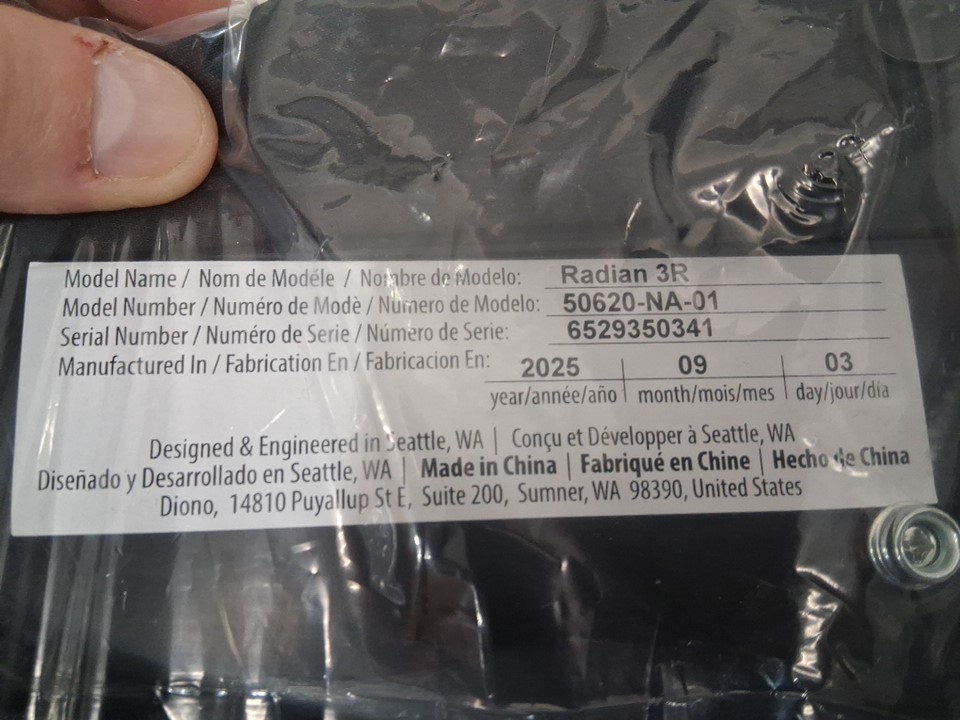 Model Name / Nom de Modéle / Nombre de Modelo: Radian 3R
Model Number / Numéro de Modè / Número de Modelo: 50620-NA-01
Serial Number / Numéro de Serie / Número de Serie: 6529350341
Manufactured In / Fabrication En / Fabricacion En: 2025 | 09 | 03
year/année/año | month/mois/mes | day/jour/día
Designed & Engineered in Seattle, WA | Conçu et Développer à Seattle, WA
Diseñado y Desarrollado en Seattle, WA | Made in China | Fabriqué en Chine | Hecho de China
Diono, 14810 Puyallup St E, Suite 200, Sumner, WA 98390, United States